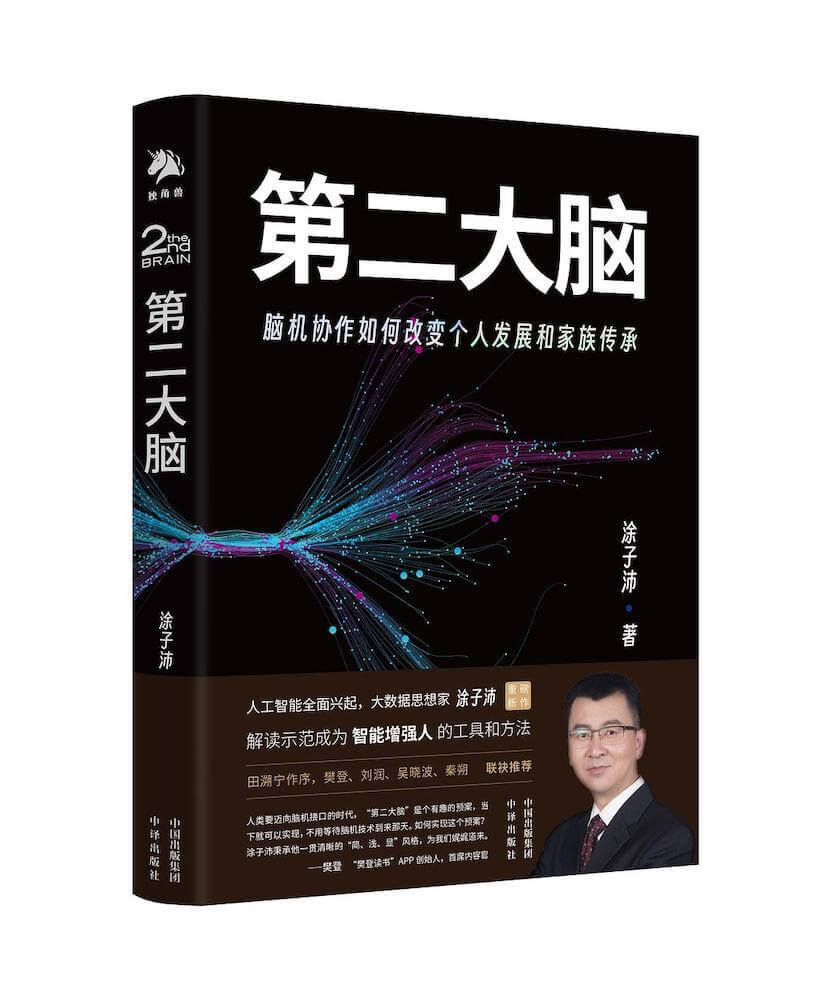 独角兽
2the
nd
BRAIN
第二大脑
涂子沛
中国出版集团
中译出版社
第二大脑
脑机协作如何改变个人发展和家族传承
涂子沛·著
人工智能全面兴起，大数据思想家 涂子沛
重磅
新作
解读示范成为 智能增强人 的工具和方法
田溯宁作序，樊登、刘润、吴晓波、秦朔 联袂推荐
人类要迈向脑机接口的时代，“第二大脑”是个有趣的预案，当
下就可以实现，不用等待脑机技术到来那天。如何实现这个预案？
涂子沛秉承他一贯清晰的“简、浅、显”风格，为我们娓娓道来。
——樊登 “樊登读书”APP创始人，首席内容官
中国出版集团
中译出版社